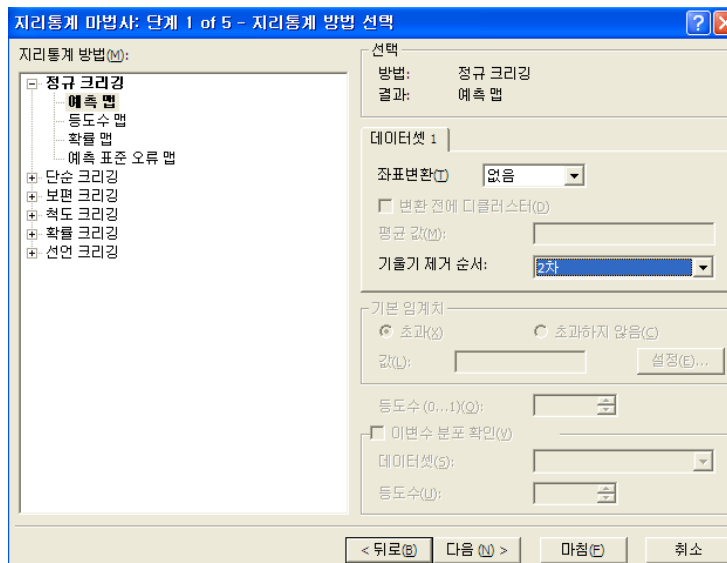 지리통계 마법사: 단계 1 of 5 - 지리통계 방법 선택
지리통계 방법(M):
정규 크리깅
예측 맵
등도수 맵
확률 맵
예측 표준 오류 맵
단순 크리깅
보편 크리깅
척도 크리깅
확률 크리깅
선언 크리깅
선택
방법: 정규 크리깅
결과: 예측 맵
데이터셋 1
좌표변환(T) 없음
변환 전에 디클러스터(D)
평균 값(M):
기울기 제거 순서: 2차
기본 임계치
초과(X) 초과하지 않음(C)
값(L): 설정(E)...
등도수 (0...1)(Q):
이변수 분포 확인(V)
데이터셋(S):
등도수(U):
< 뒤로(B) 다음 (N) > 마침(F) 취소